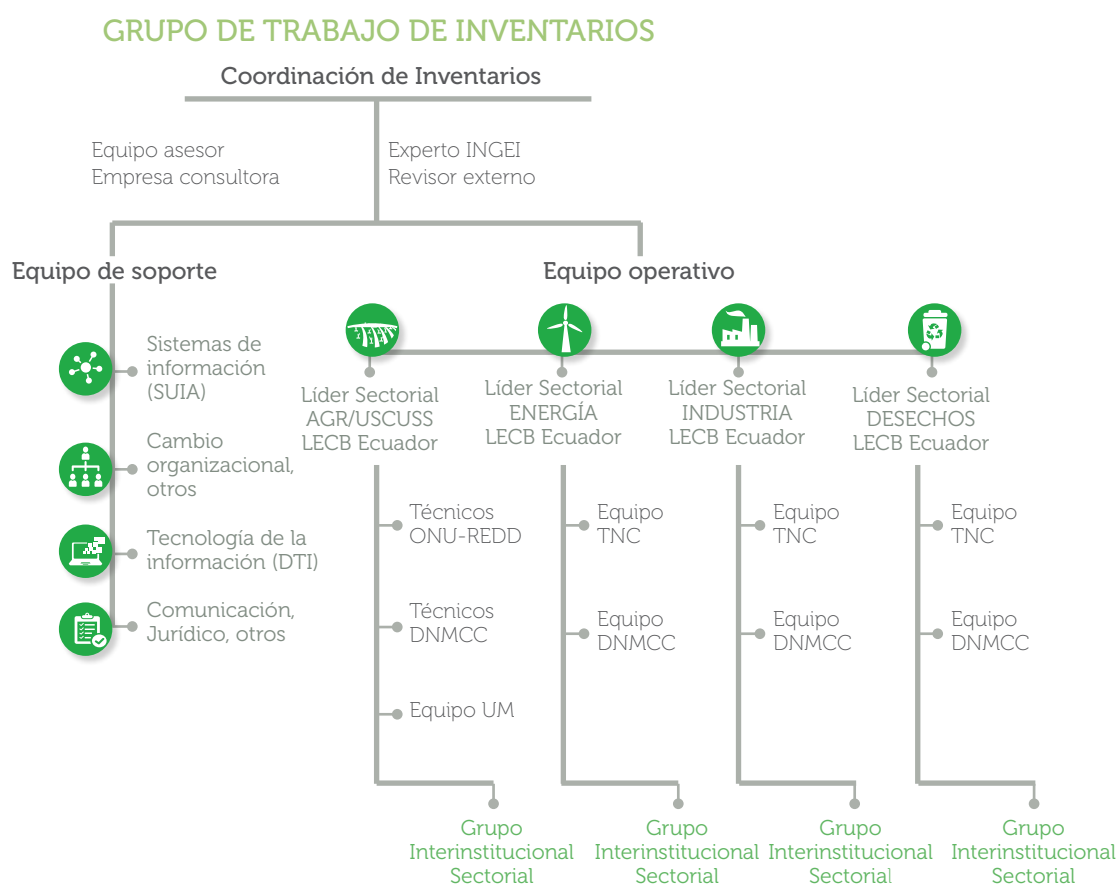 GRUPO DE TRABAJO DE INVENTARIOS
Coordinación de Inventarios
Equipo asesor
Empresa consultora
Experto INGEI
Revisor externo
Equipo de soporte
Equipo operativo
Sistemas de
información
(SUIA)
Cambio
organizacional,
otros
Tecnología de la
información (DTI)
Comunicación,
Jurídico, otros
Líder Sectorial
AGR/USCUSS
LECB Ecuador
Técnicos
ONU-REDD
Técnicos
DNMCC
Equipo UM
Grupo
Interinstitucional
Sectorial
Líder Sectorial
ENERGÍA
LECB Ecuador
Equipo
TNC
Equipo
DNMCC
Grupo
Interinstitucional
Sectorial
Líder Sectorial
INDUSTRIA
LECB Ecuador
Equipo
TNC
Equipo
DNMCC
Grupo
Interinstitucional
Sectorial
Líder Sectorial
DESECHOS
LECB Ecuador
Equipo
TNC
Equipo
DNMCC
Grupo
Interinstitucional
Sectorial